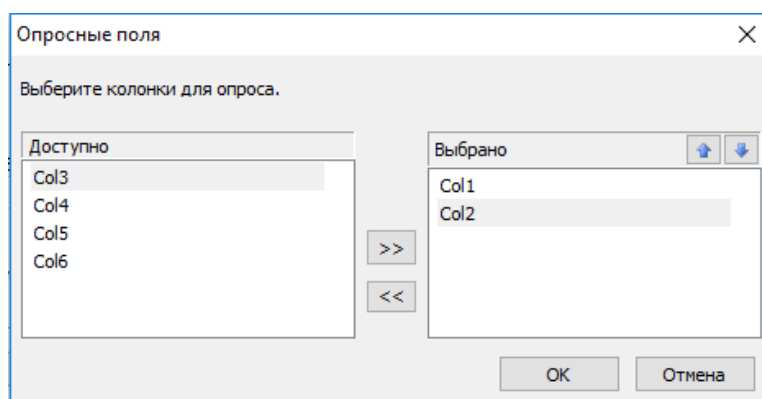 Опросные поля
Выберите колонки для опроса.
Доступно
Col3
Col4
Col5
Col6
>>
<<
Выбрано
Col1
Col2
OK
Отмена